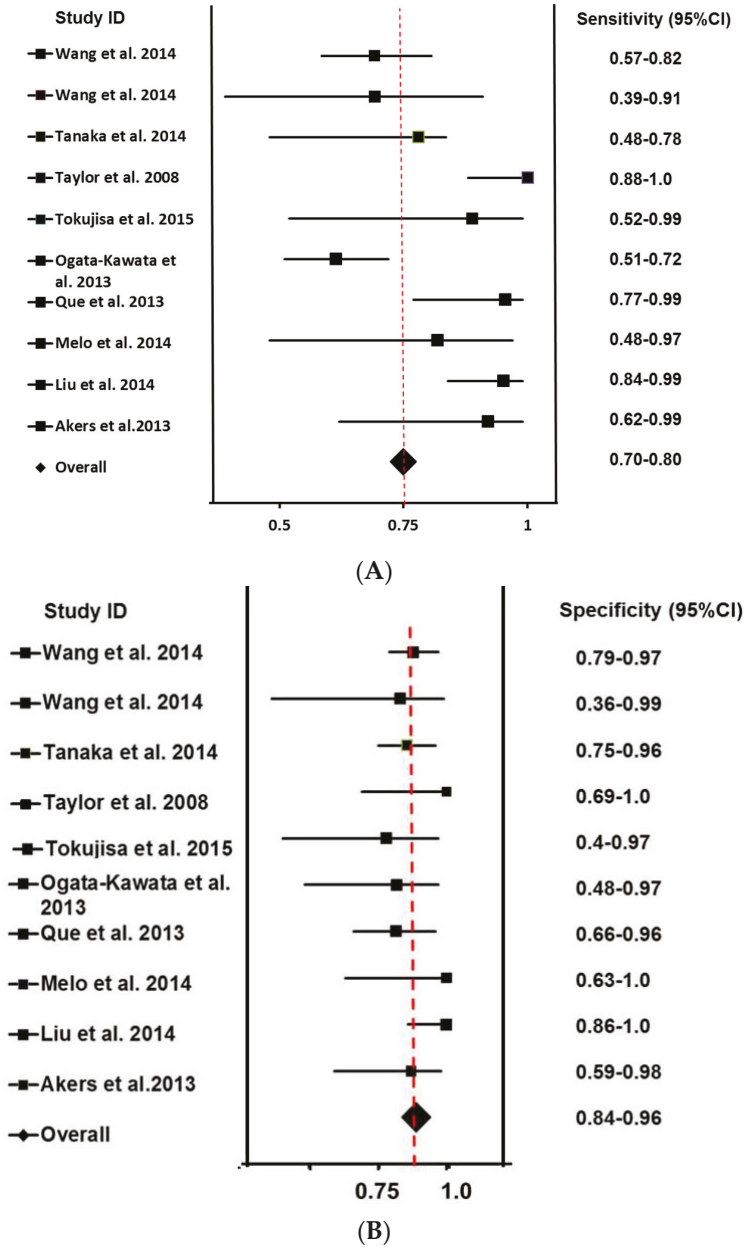 Study ID Sensitivity (95%CI)
Wang et al. 2014 0.57-0.82
Wang et al. 2014 0.39-0.91
Tanaka et al. 2014 0.48-0.78
Taylor et al. 2008 0.88-1.0
Tokujisa et al. 2015 0.52-0.99
Ogata-Kawata et 0.51-0.72
al. 2013
Que et al. 2013 0.77-0.99
Melo et al. 2014 0.48-0.97
Liu et al. 2014 0.84-0.99
Akers et al.2013 0.62-0.99
Overall 0.70-0.80
0.5 0.75 1
(A)
Study ID Specificity (95%CI)
Wang et al. 2014 0.79-0.97
Wang et al. 2014 0.36-0.99
Tanaka et al. 2014 0.75-0.96
Taylor et al. 2008 0.69-1.0
Tokujisa et al. 2015 0.4-0.97
Ogata-Kawata et al. 0.48-0.97
2013
Que et al. 2013 0.66-0.96
Melo et al. 2014 0.63-1.0
Liu et al. 2014 0.86-1.0
Akers et al.2013 0.59-0.98
Overall 0.84-0.96
0.75 1.0
(B)